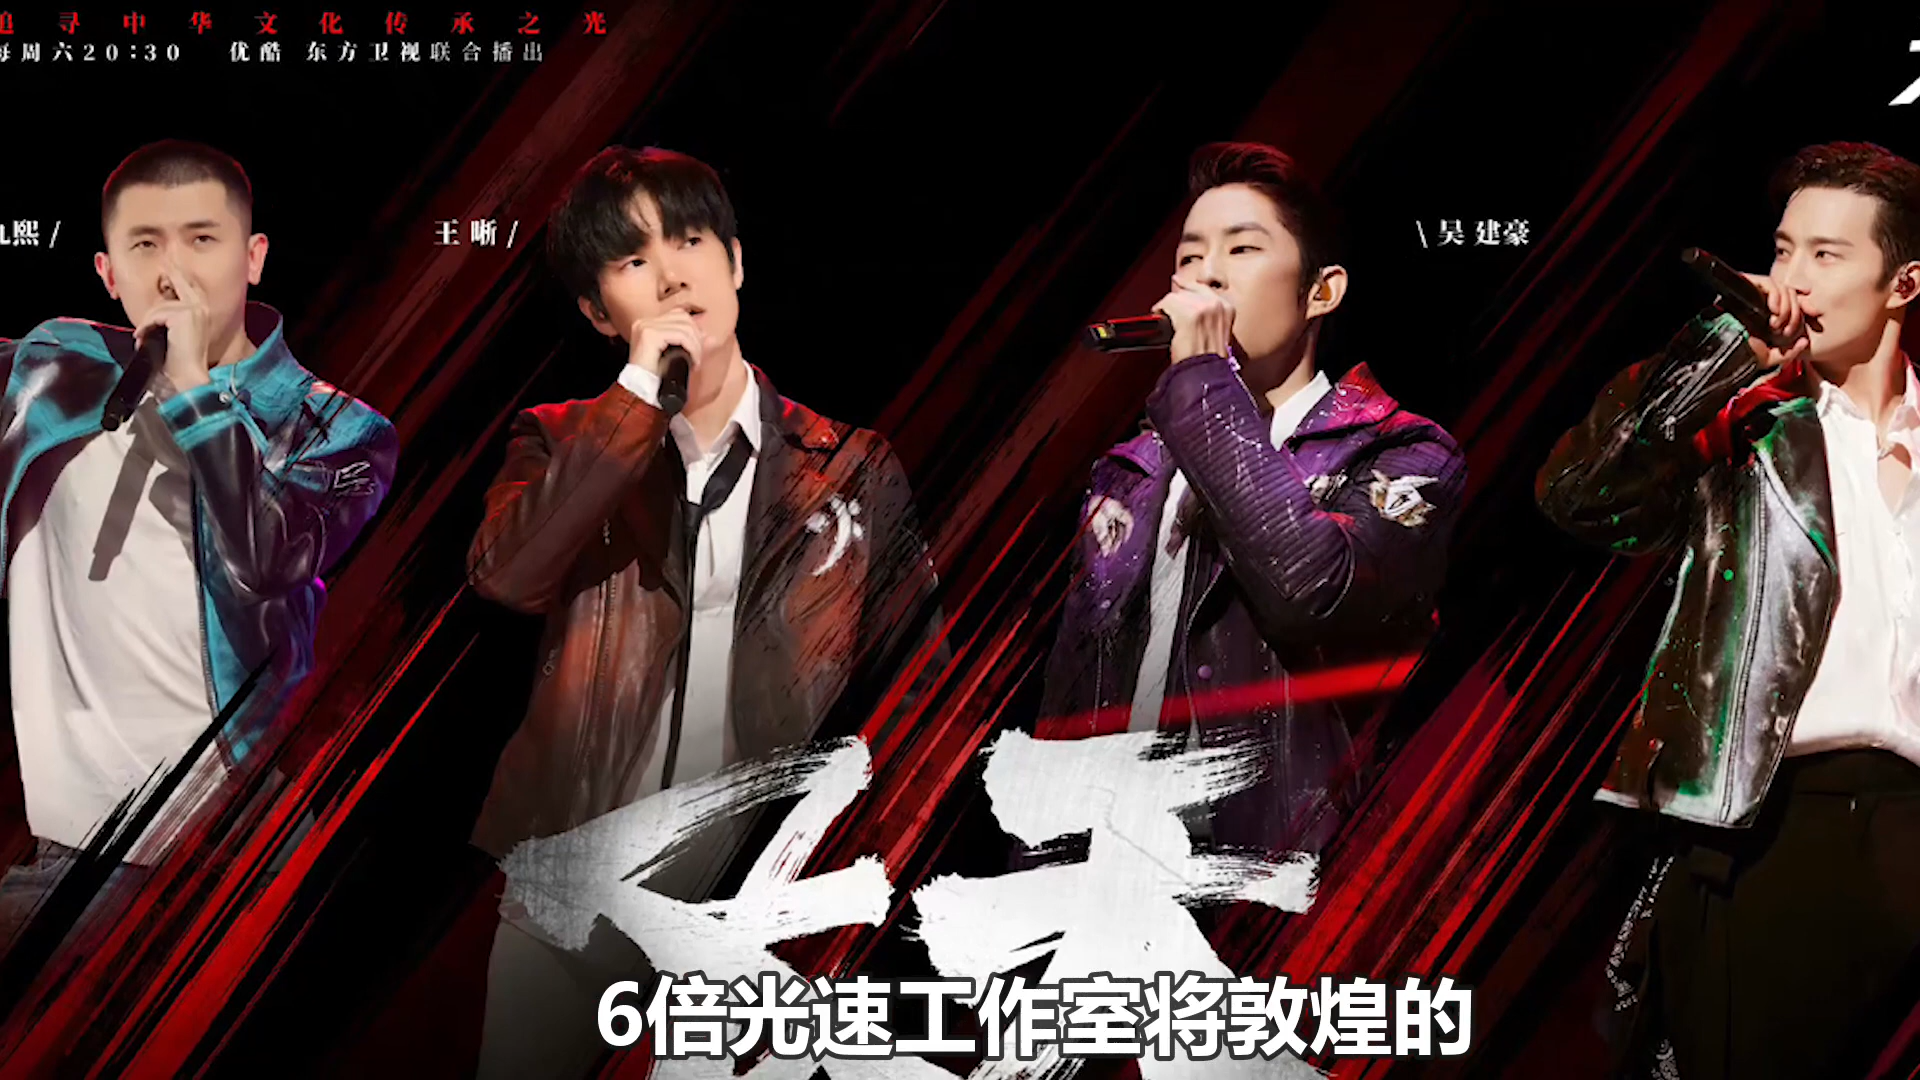 追寻中华文化传承之光
每周六20:30 优酷 东方卫视联合播出
熙/
王晰/
\吴建豪
6倍光速工作室将敦煌的